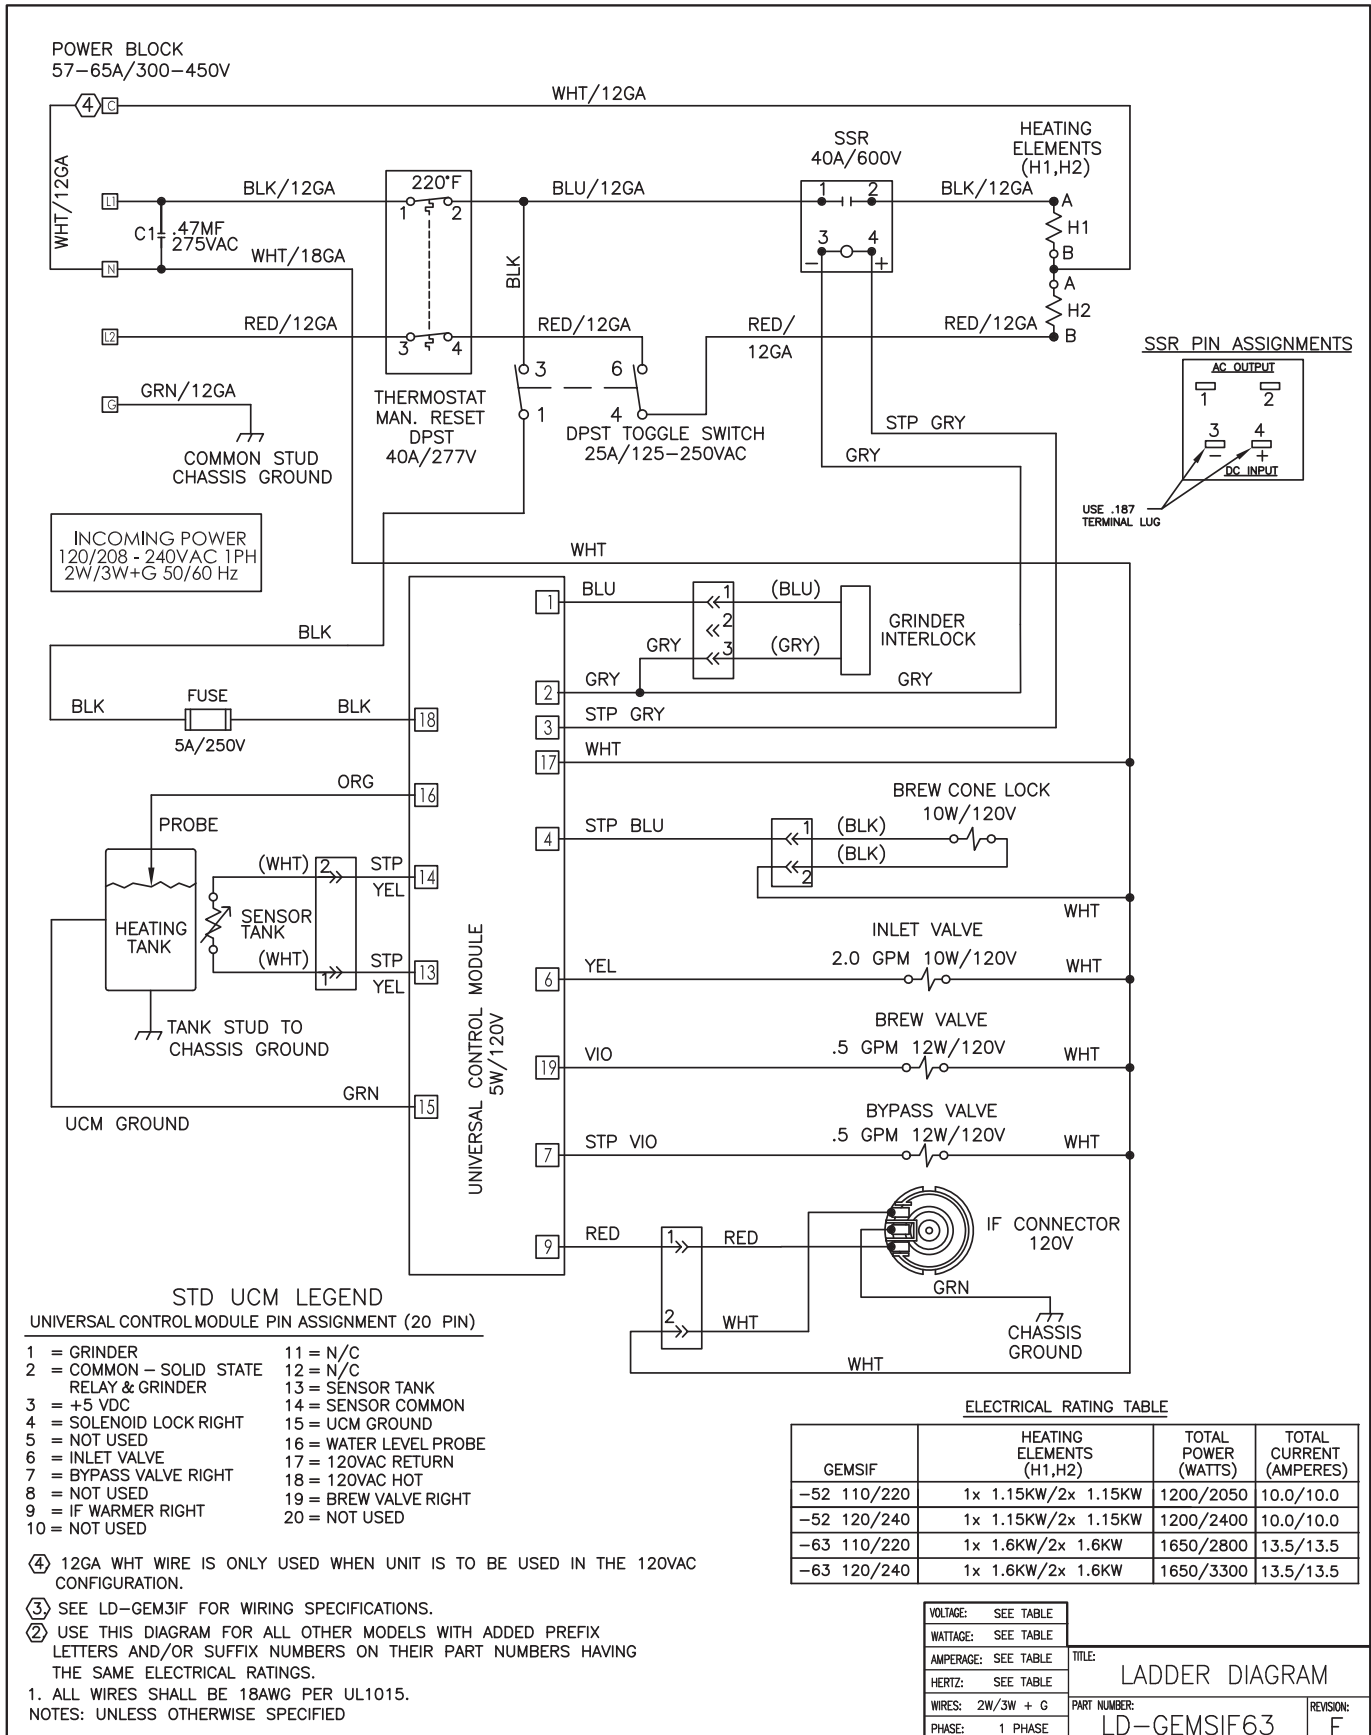 POWER BLOCK
57-65A/300-450V
4
C
WHT/12GA
WHT/12GA
HEATING
ELEMENTS
(H1,H2)
SSR
40A/600V
220°F
L1
BLK/12GA
1
2
BLU/12GA
1
2
BLK/12GA
A
H1
B
C1
.47MF
275VAC
N
WHT/18GA
BLK
3
4
-
+
A
H2
B
L2
RED/12GA
3
4
RED/12GA
RED/
12GA
RED/12GA
SSR PIN ASSIGNMENTS
AC OUTPUT
1
2
3
4
-
+
DC INPUT
USE .187
TERMINAL LUG
G
GRN/12GA
COMMON STUD
CHASSIS GROUND
THERMOSTAT
MAN. RESET
DPST
40A/277V
3
1
6
4
DPST TOGGLE SWITCH
25A/125-250VAC
STP GRY
GRY
INCOMING POWER
120/208 - 240VAC 1PH
2W/3W+G 50/60 Hz
WHT
1
BLU
1
2
3
(BLU)
GRY
(GRY)
GRINDER
INTERLOCK
BLK
2
GRY
GRY
BLK
FUSE
5A/250V
BLK
18
3
STP GRY
17
WHT
ORG
16
PROBE
BREW CONE LOCK
10W/120V
4
STP BLU
1
2
(BLK)
(BLK)
WHT
HEATING
TANK
SENSOR
TANK
(WHT)
2
STP
YEL
14
(WHT)
1
STP
YEL
13
UNIVERSAL CONTROL MODULE
5W/120V
INLET VALVE
2.0 GPM 10W/120V
6
YEL
WHT
TANK STUD TO
CHASSIS GROUND
BREW VALVE
.5 GPM 12W/120V
19
VIO
WHT
GRN
15
UCM GROUND
BYPASS VALVE
.5 GPM 12W/120V
7
STP VIO
WHT
9
RED
1
RED
2
WHT
IF CONNECTOR
120V
GRN
CHASSIS
GROUND
WHT
STD UCM LEGEND
UNIVERSAL CONTROL MODULE PIN ASSIGNMENT (20 PIN)
1 = GRINDER
2 = COMMON - SOLID STATE
RELAY & GRINDER
3 = +5 VDC
4 = SOLENOID LOCK RIGHT
5 = NOT USED
6 = INLET VALVE
7 = BYPASS VALVE RIGHT
8 = NOT USED
9 = IF WARMER RIGHT
10 = NOT USED
11 = N/C
12 = N/C
13 = SENSOR TANK
14 = SENSOR COMMON
15 = UCM GROUND
16 = WATER LEVEL PROBE
17 = 120VAC RETURN
18 = 120VAC HOT
19 = BREW VALVE RIGHT
20 = NOT USED
4 12GA WHT WIRE IS ONLY USED WHEN UNIT IS TO BE USED IN THE 120VAC
CONFIGURATION.
3. SEE LD-GEM3IF FOR WIRING SPECIFICATIONS.
2 USE THIS DIAGRAM FOR ALL OTHER MODELS WITH ADDED PREFIX
LETTERS AND/OR SUFFIX NUMBERS ON THEIR PART NUMBERS HAVING
THE SAME ELECTRICAL RATINGS.
1. ALL WIRES SHALL BE 18AWG PER UL1015.
NOTES: UNLESS OTHERWISE SPECIFIED
ELECTRICAL RATING TABLE
GEMSIF HEATING ELEMENTS (H1,H2) TOTAL POWER (WATTS) TOTAL CURRENT (AMPERES)
-52 110/220 1x 1.15KW/2x 1.15KW 1200/2050 10.0/10.0
-52 120/240 1x 1.15KW/2x 1.15KW 1200/2400 10.0/10.0
-63 110/220 1x 1.6KW/2x 1.6KW 1650/2800 13.5/13.5
-63 120/240 1x 1.6KW/2x 1.6KW 1650/3300 13.5/13.5
VOLTAGE: SEE TABLE
WATTAGE: SEE TABLE
AMPERAGE: SEE TABLE
HERTZ: SEE TABLE
WIRES: 2W/3W + G
PHASE: 1 PHASE
TITLE:
LADDER DIAGRAM
PART NUMBER:
LD-GEMSIF63
REVISION:
F